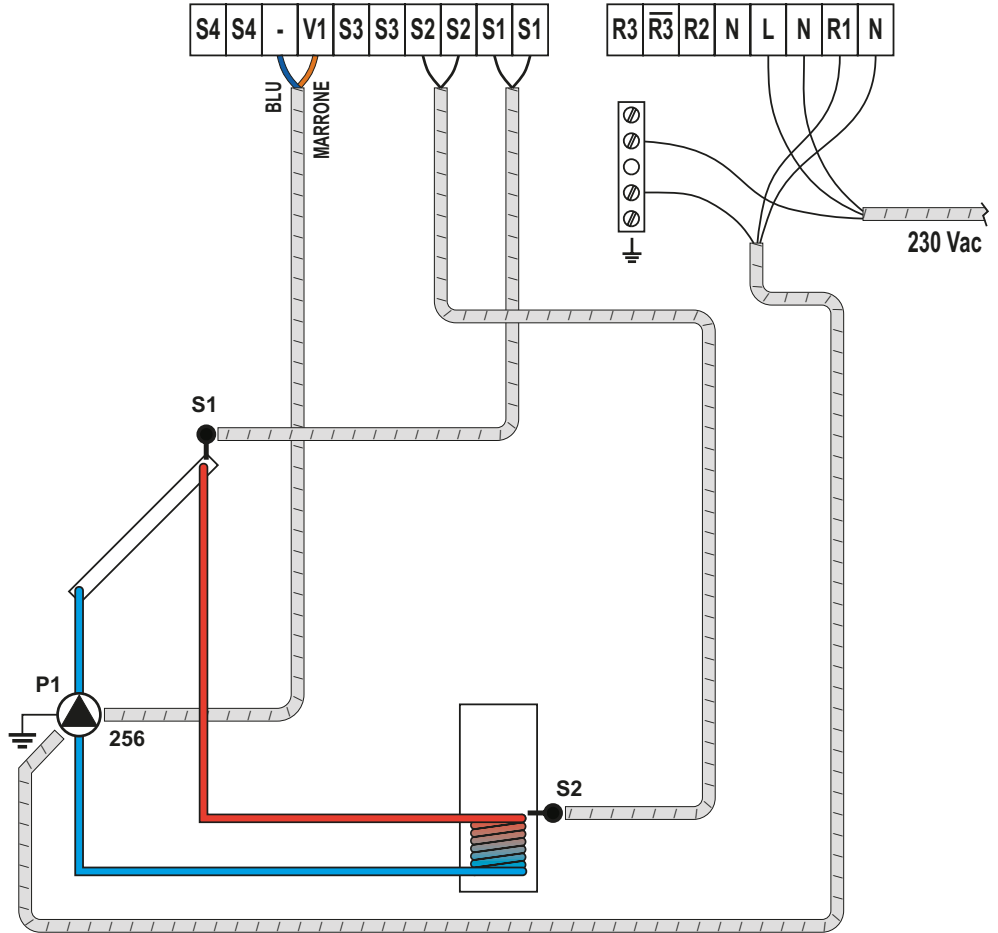 S4 S4 - V1 S3 S3 S2 S2 S1 S1
R3 R̅3̅ R2 N L N R1 N
BLU
MARRONE
230 Vac
S1
P1
256
S2